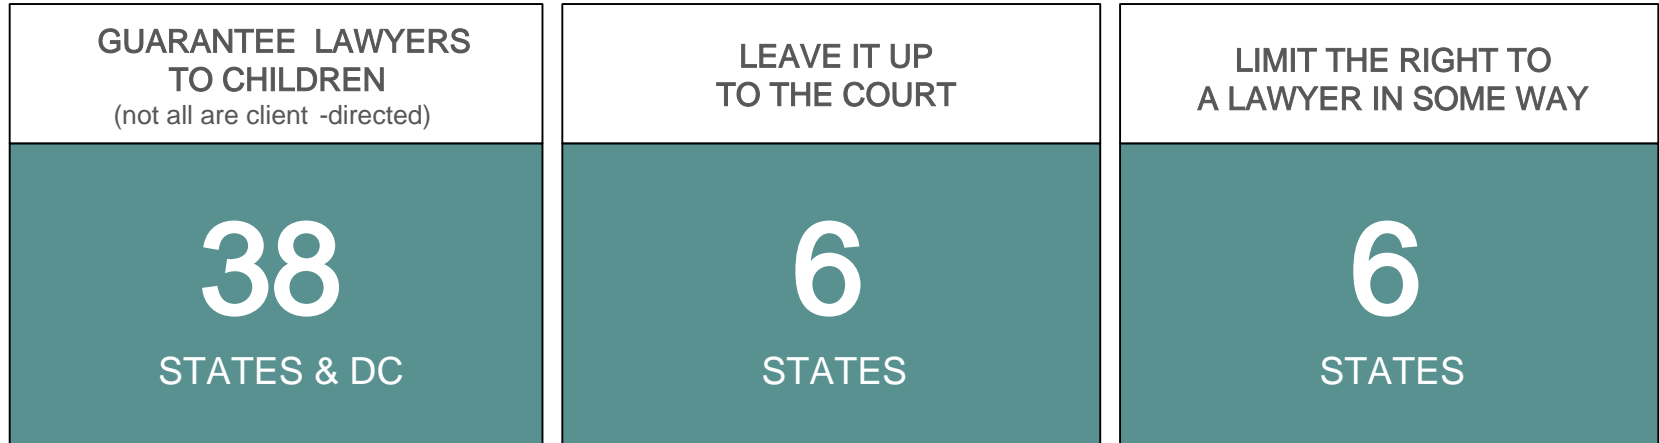 GUARANTEE LAWYERS
TO CHILDREN
(not all are client -directed)
38
STATES & DC
LEAVE IT UP
TO THE COURT
6
STATES
LIMIT THE RIGHT TO
A LAWYER IN SOME WAY
6
STATES